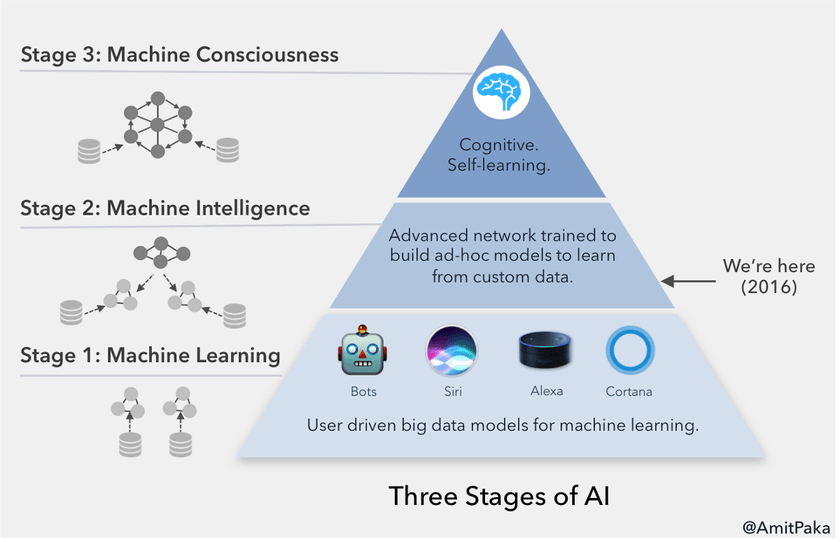 Stage 3: Machine Consciousness
Cognitive.
Self-learning.
Stage 2: Machine Intelligence
Advanced network trained to
build ad-hoc models to learn
from custom data.
We're here
(2016)
Stage 1: Machine Learning
Bots
Siri
Alexa
Cortana
User driven big data models for machine learning.
Three Stages of AI
@AmitPaka